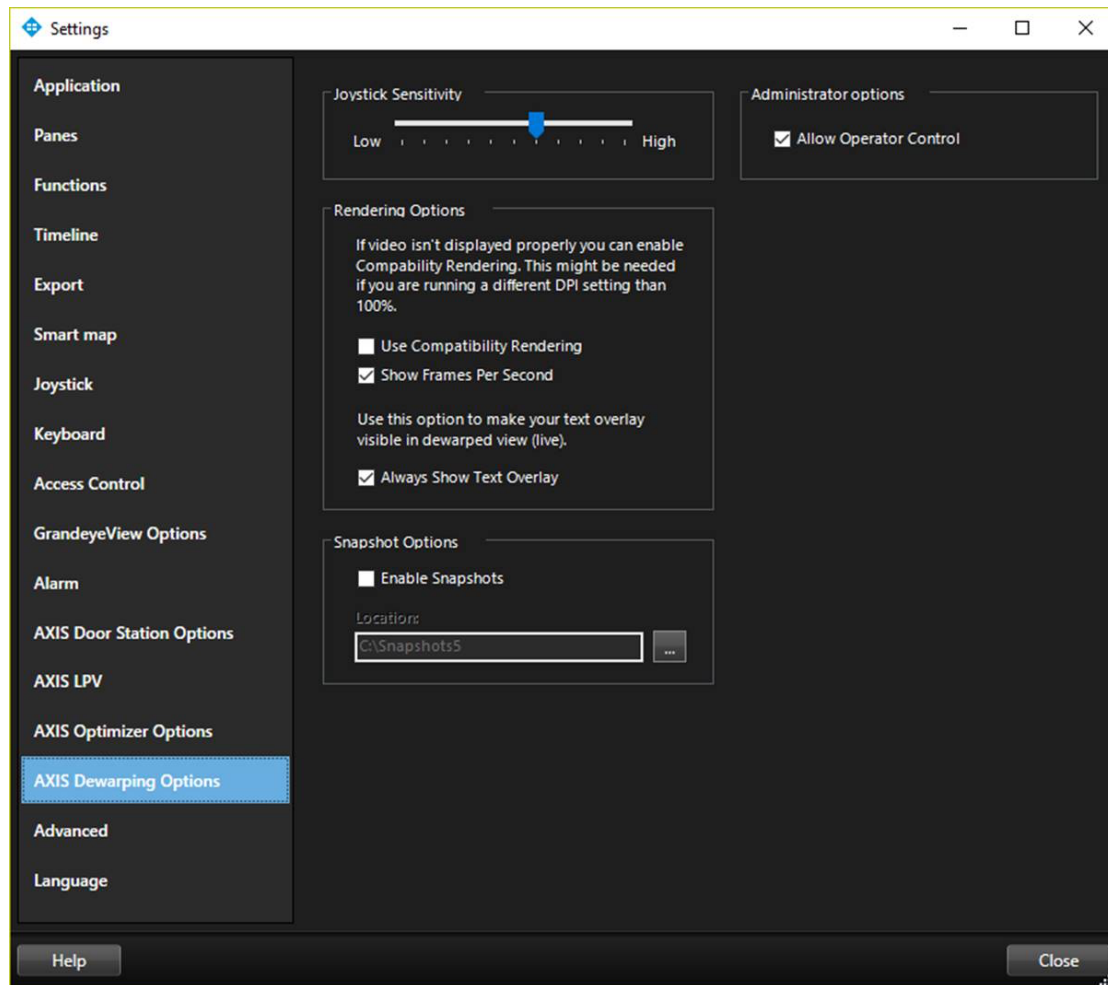 Settings
Application
Panes
Functions
Timeline
Export
Smart map
Joystick
Keyboard
Access Control
GrandeyeView Options
Alarm
AXIS Door Station Options
AXIS LPV
AXIS Optimizer Options
AXIS Dewarping Options
Advanced
Language
Joystick Sensitivity
Low High
Rendering Options
If video isn't displayed properly you can enable
Compability Rendering. This might be needed
if you are running a different DPI setting than
100%.
Use Compatibility Rendering
Show Frames Per Second
Use this option to make your text overlay
visible in dewarped view (live).
Always Show Text Overlay
Snapshot Options
Enable Snapshots
Location:
C:\Snapshots5
...
Administrator options
Allow Operator Control
Help
Close